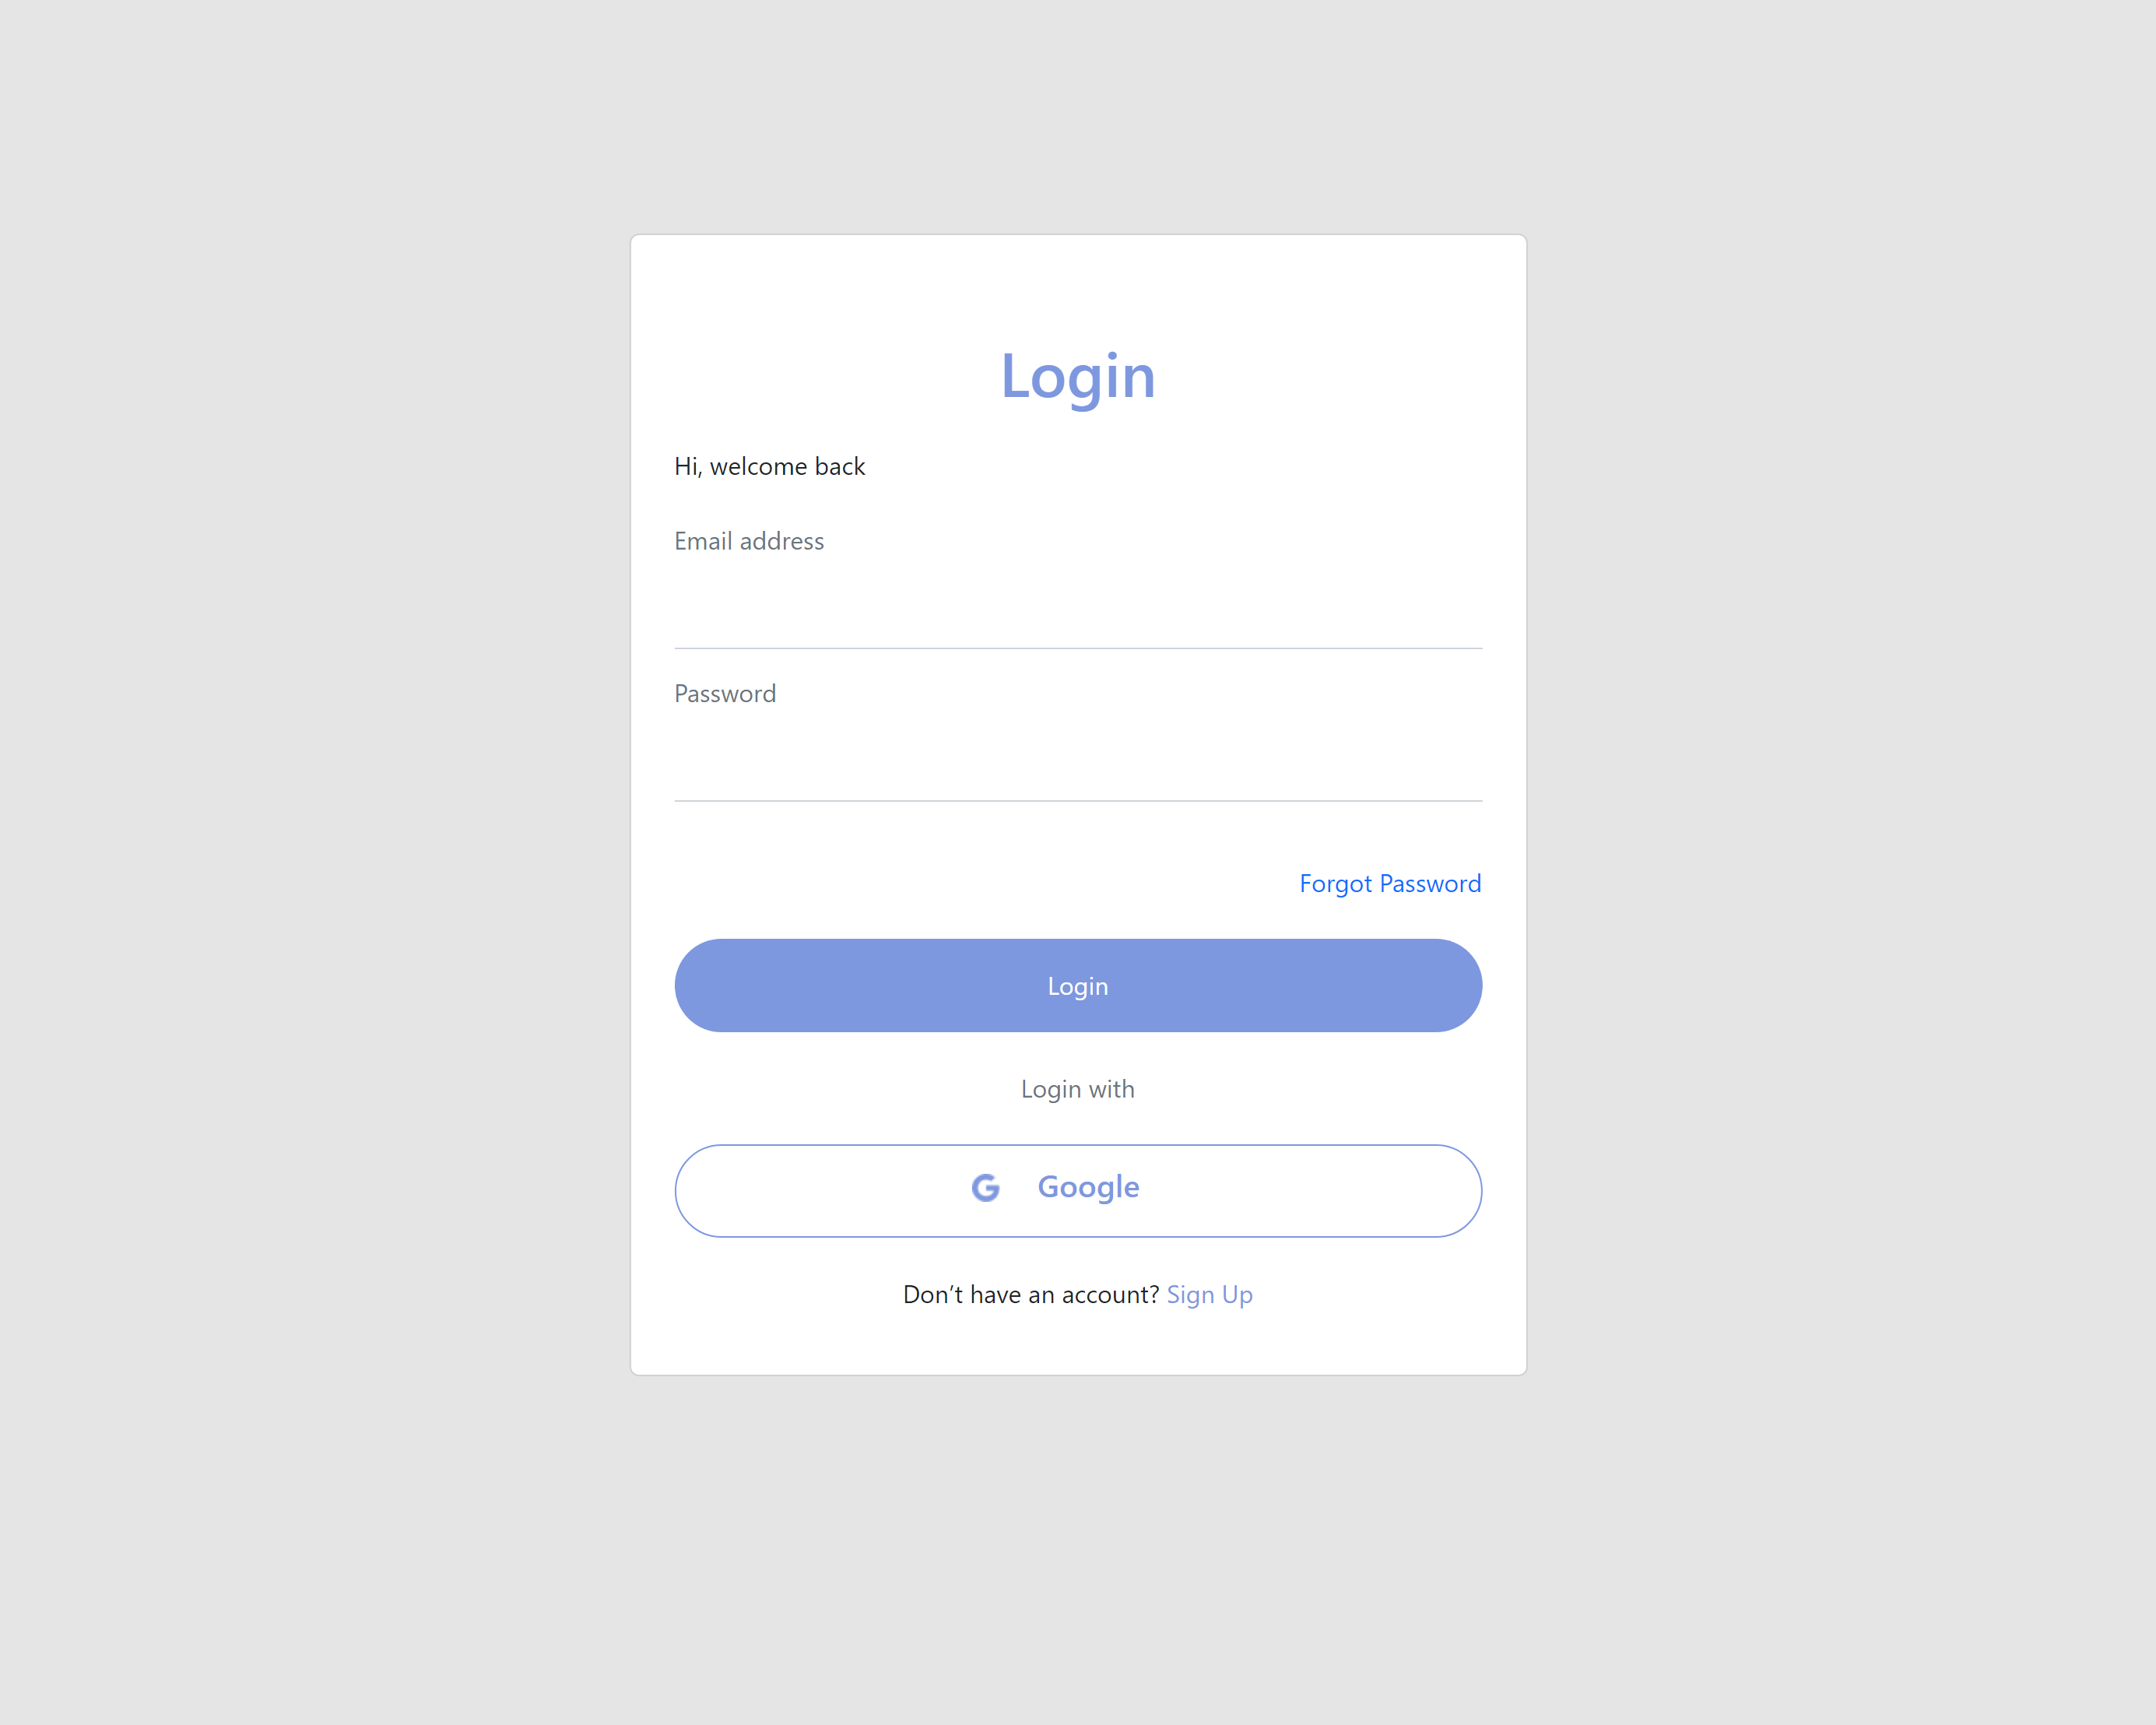 Login
Hi, welcome back
Email address
Password
Forgot Password
Login
Login with
G Google
Don’t have an account? Sign Up